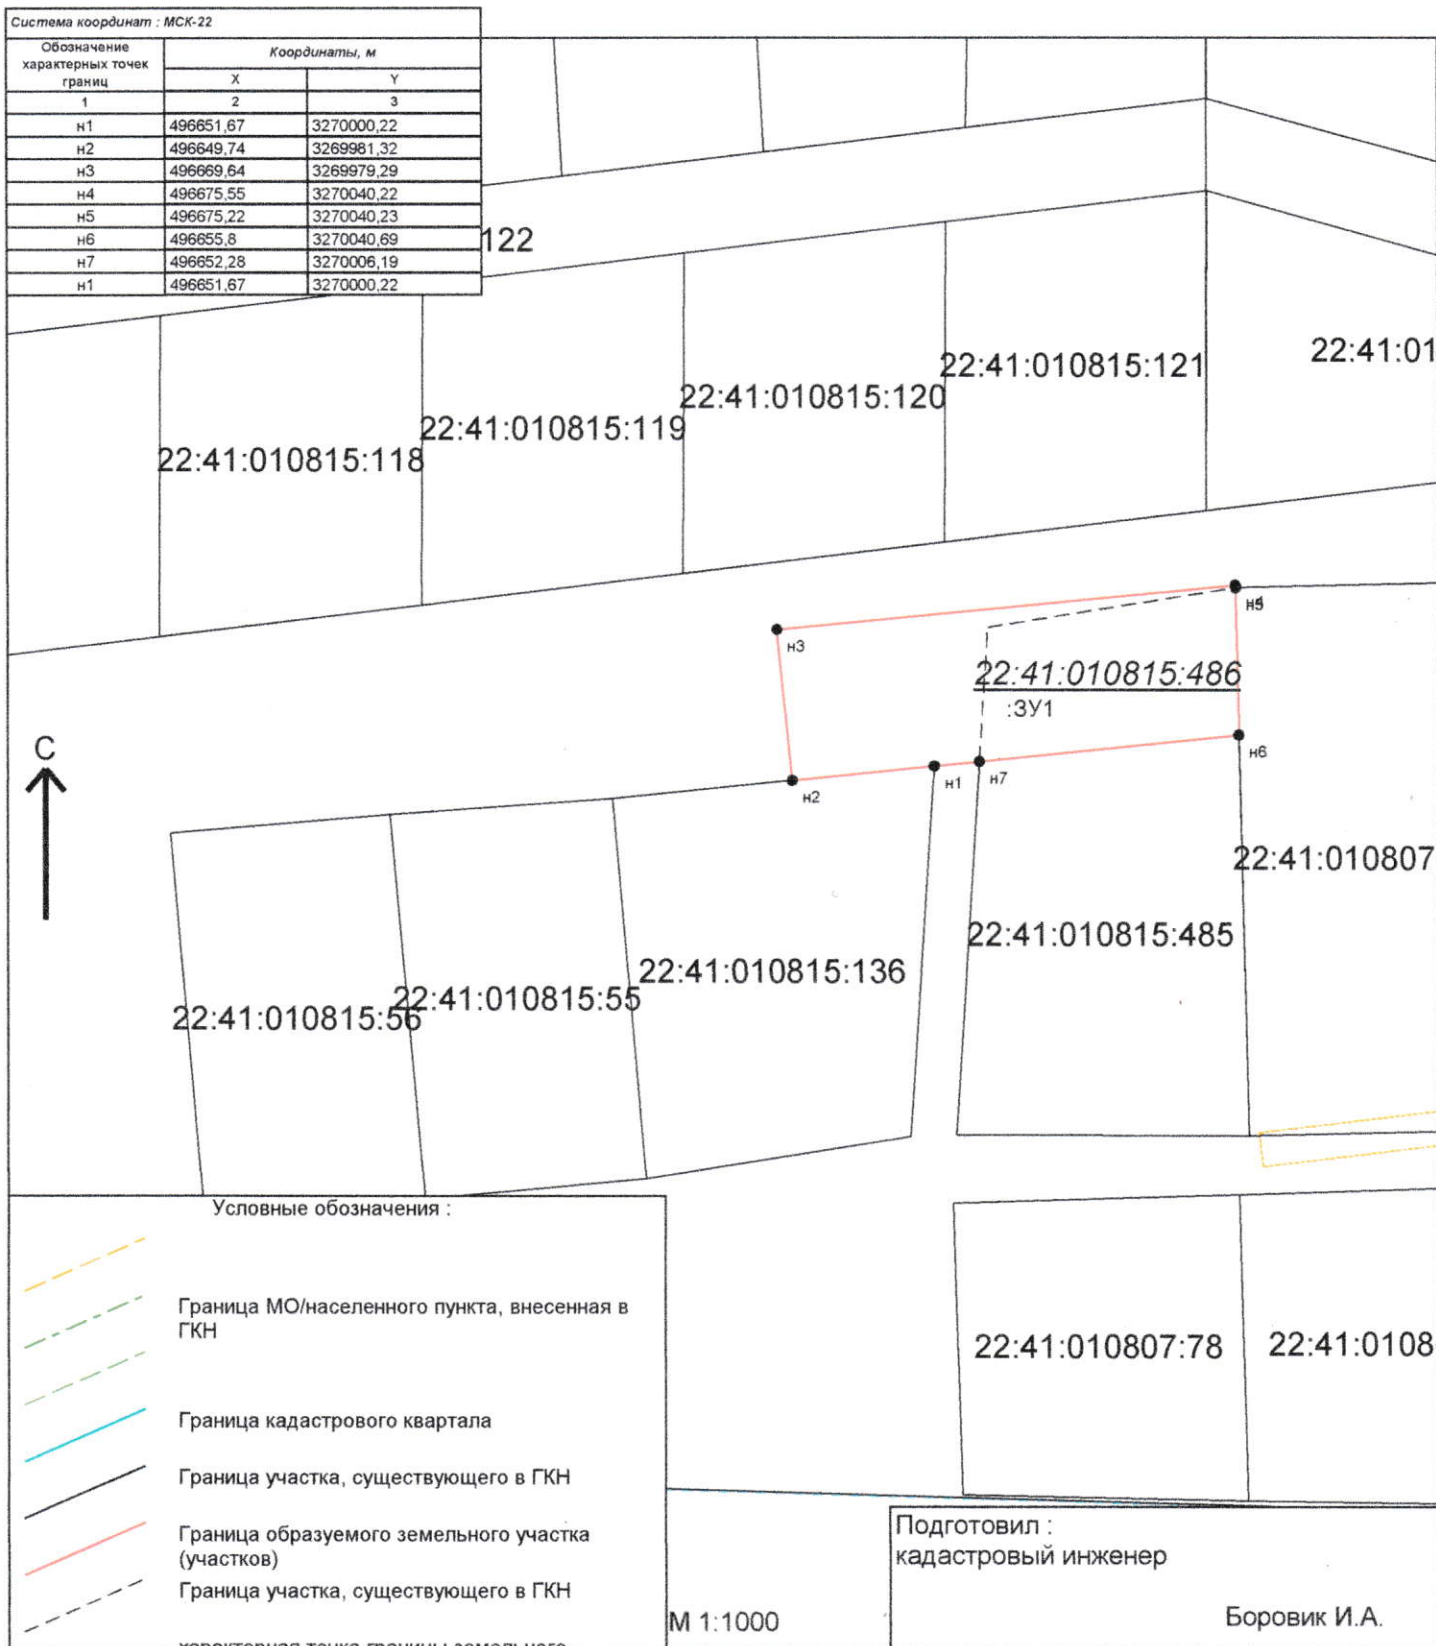 Система координат : МСК-22
Обозначение характерных точек границ
Координаты, м
X Y
1 2 3
н1 496651,67 3270000,22
н2 496649,74 3269981,32
н3 496669,64 3269979,29
н4 496675,55 3270040,22
н5 496675,22 3270040,23
н6 496655,8 3270040,69
н7 496652,28 3270006,19
н1 496651,67 3270000,22
122
22:41:01
22:41:010815:121
22:41:010815:120
22:41:010815:119
22:41:010815:118
н5
н3
22:41:010815:486
:ЗУ1
С
н6
н1
н7
н2
22:41:010807
22:41:010815:485
22:41:010815:136
22:41:010815:55
22:41:010815:56
Условные обозначения :
Граница МО/населенного пункта, внесенная в
ГКН
22:41:010807:78
22:41:0108
Граница кадастрового квартала
Граница участка, существующего в ГКН
Граница образуемого земельного участка
(участков)
Граница участка, существующего в ГКН
характерная точка границы земельного
М 1:1000
Подготовил :
кадастровый инженер
Боровик И.А.